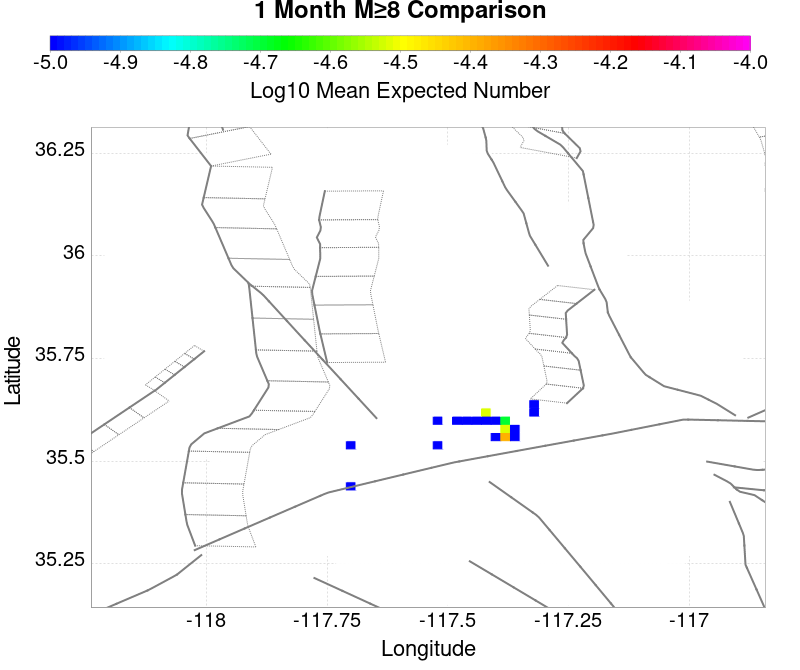 1 Month M≥8 Comparison
-5.0 -4.9 -4.8 -4.7 -4.6 -4.5 -4.4 -4.3 -4.2 -4.1 -4.0
Log10 Mean Expected Number
36.25
36
35.75
35.5
35.25
Latitude
-118 -117.75 -117.5 -117.25 -117
Longitude